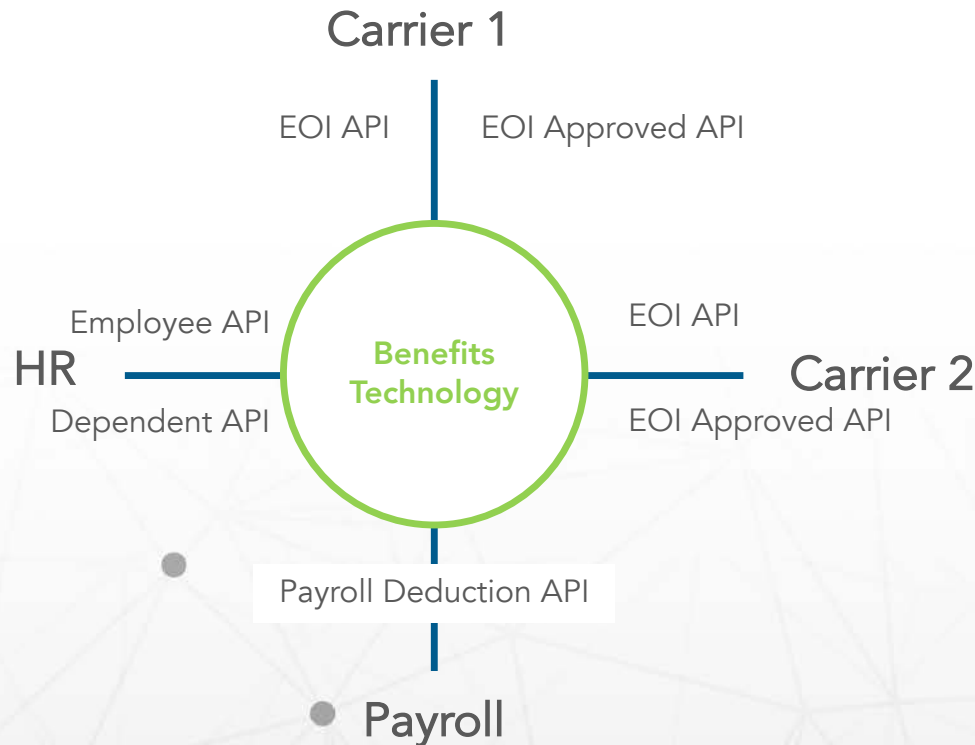 Carrier 1
EOI API
EOI Approved API
Employee API
HR
Dependent API
Benefits
Technology
EOI API
Carrier 2
EOI Approved API
Payroll Deduction API
Payroll